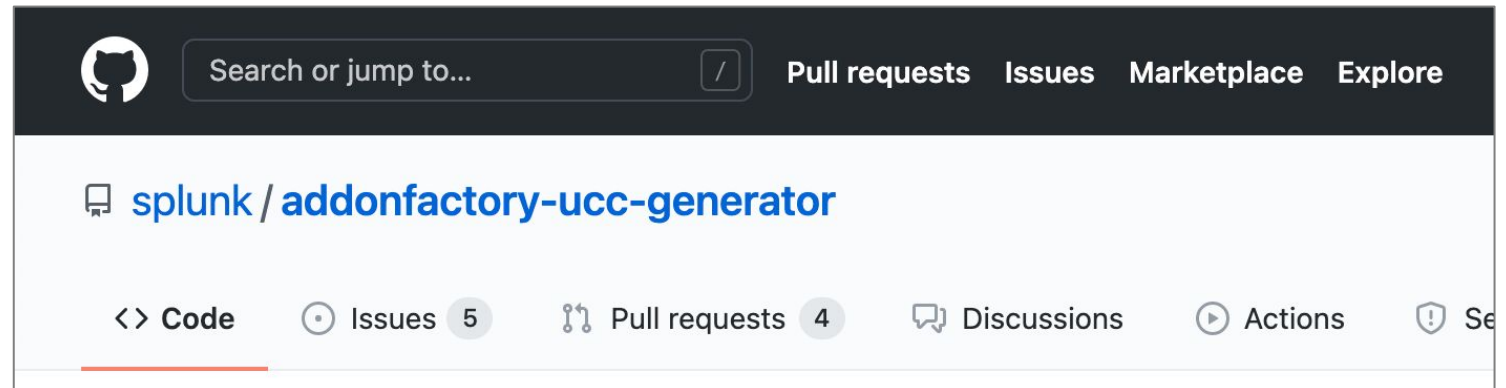 Search or jump to... / Pull requests Issues Marketplace Explore
splunk / addonfactory-ucc-generator
<> Code Issues 5 Pull requests 4 Discussions Actions Se